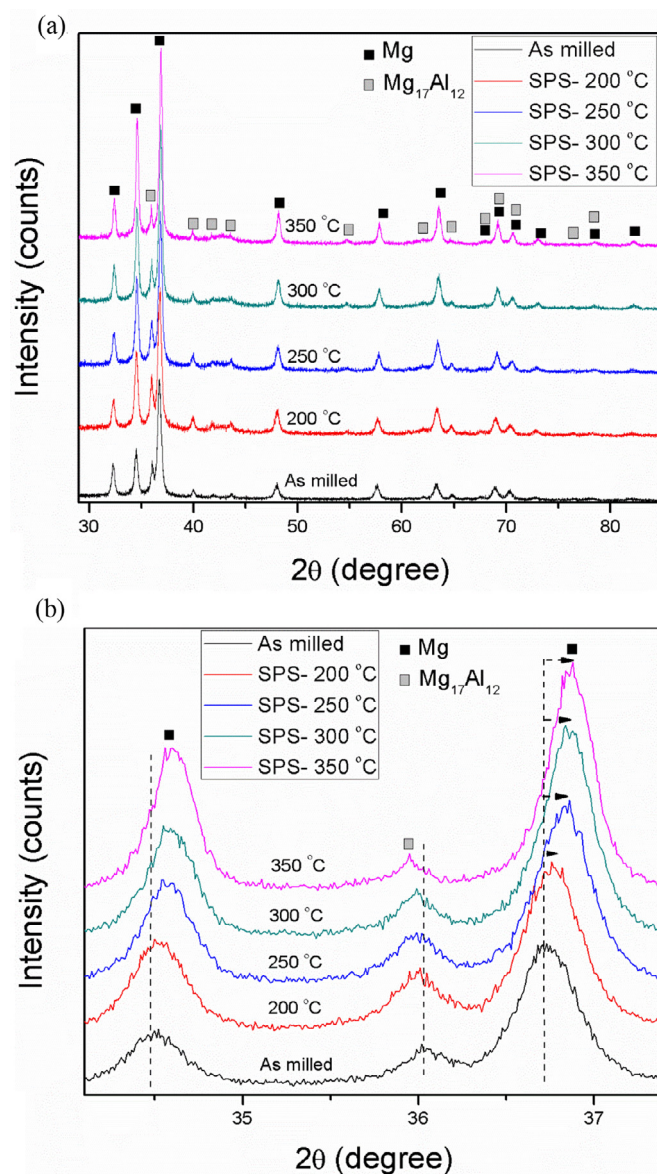 (a)
Mg
Mg17Al12
As milled
SPS- 200 °C
SPS- 250 °C
SPS- 300 °C
SPS- 350 °C
350 °C
300 °C
250 °C
200 °C
As milled
Intensity (counts)
30 40 50 60 70 80
2θ (degree)
(b)
As milled
SPS- 200 °C
SPS- 250 °C
SPS- 300 °C
SPS- 350 °C
Mg
Mg17Al12
350 °C
300 °C
250 °C
200 °C
As milled
Intensity (counts)
35 36 37
2θ (degree)